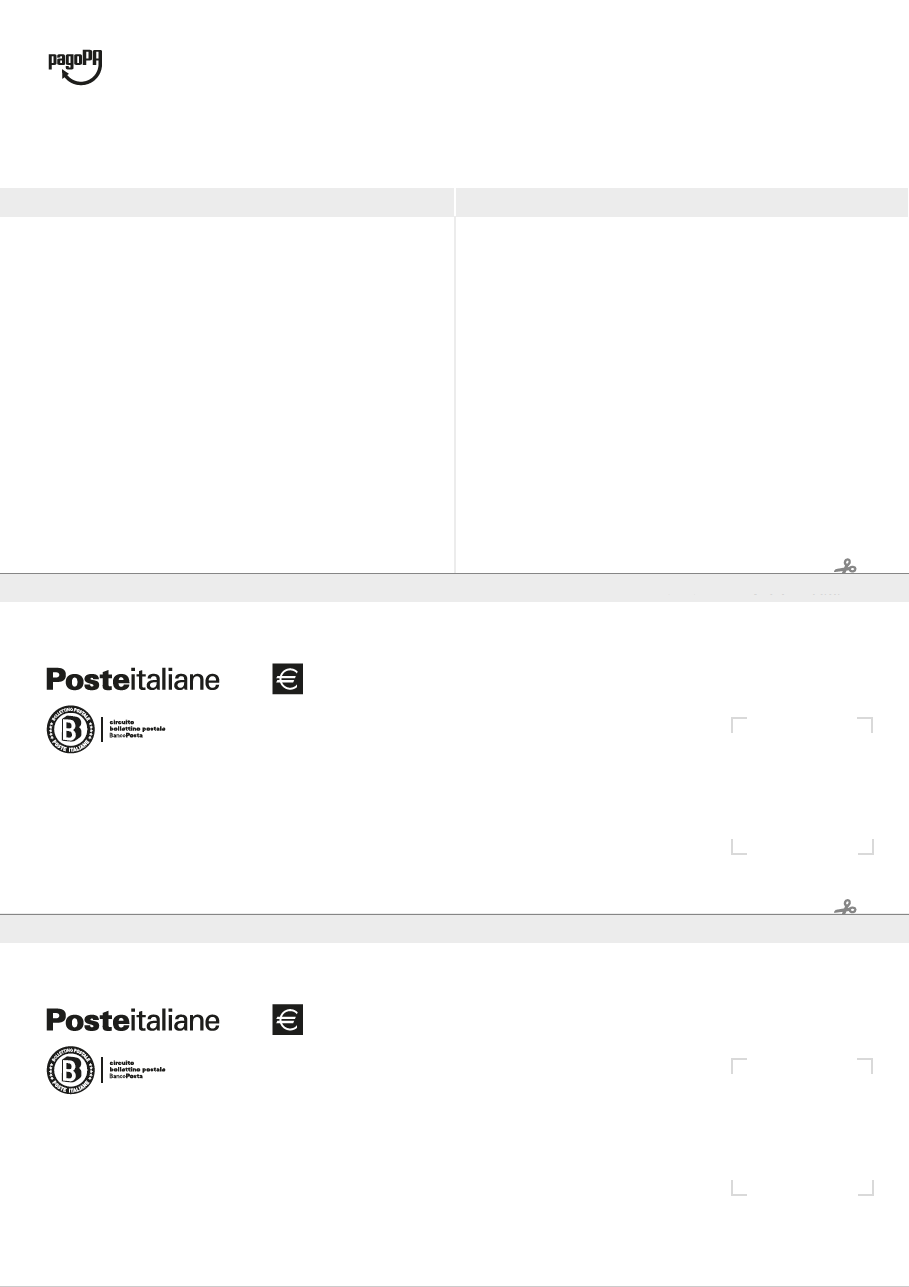 pagoPA
Posteitaliane €
BOLLETTINO POSTALE
B
POSTE ITALIANE
circuito
bollettino postale
BancoPosta
Posteitaliane €
BOLLETTINO POSTALE
B
POSTE ITALIANE
circuito
bollettino postale
BancoPosta